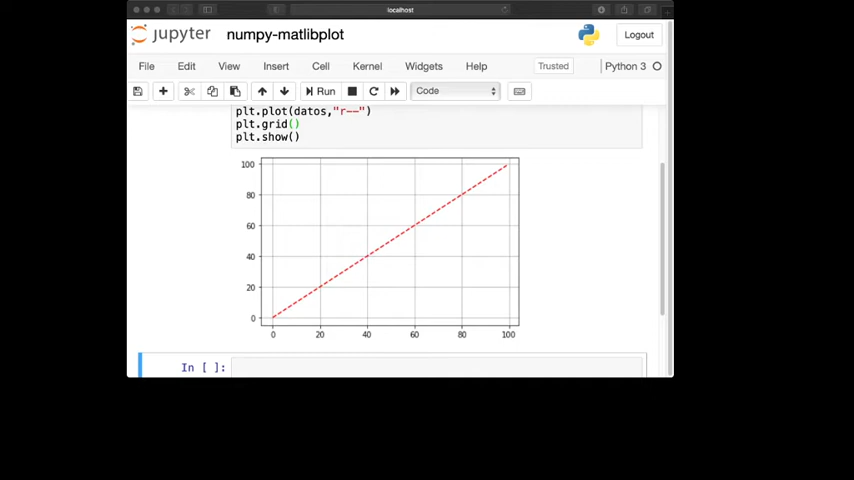 localhost
jupyter numpy-matlibplot Logout
File Edit View Insert Cell Kernel Widgets Help Trusted Python 3
Run Code
plt.plot(datos,"r--")
plt.grid()
plt.show()
100
80
60
40
20
0
0 20 40 60 80 100
In [ ]: